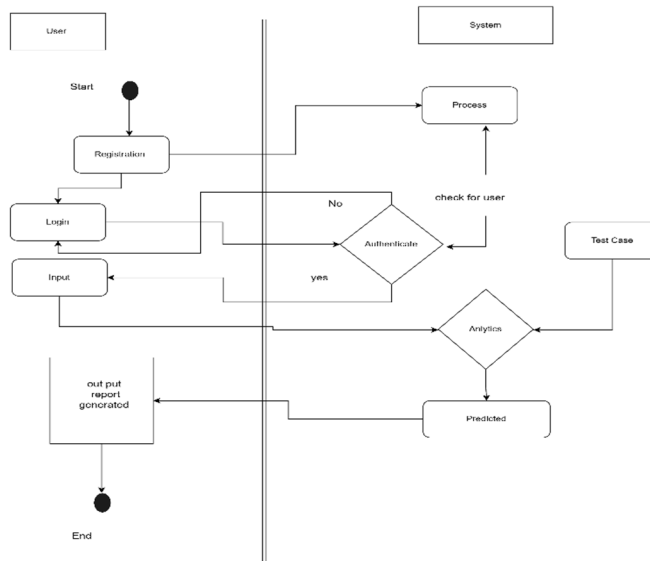 User
System
Start
Process
Registration
No
check for user
Login
Authenticate
Test Case
Input
yes
Anlytics
out put
report
generated
Predicted
End